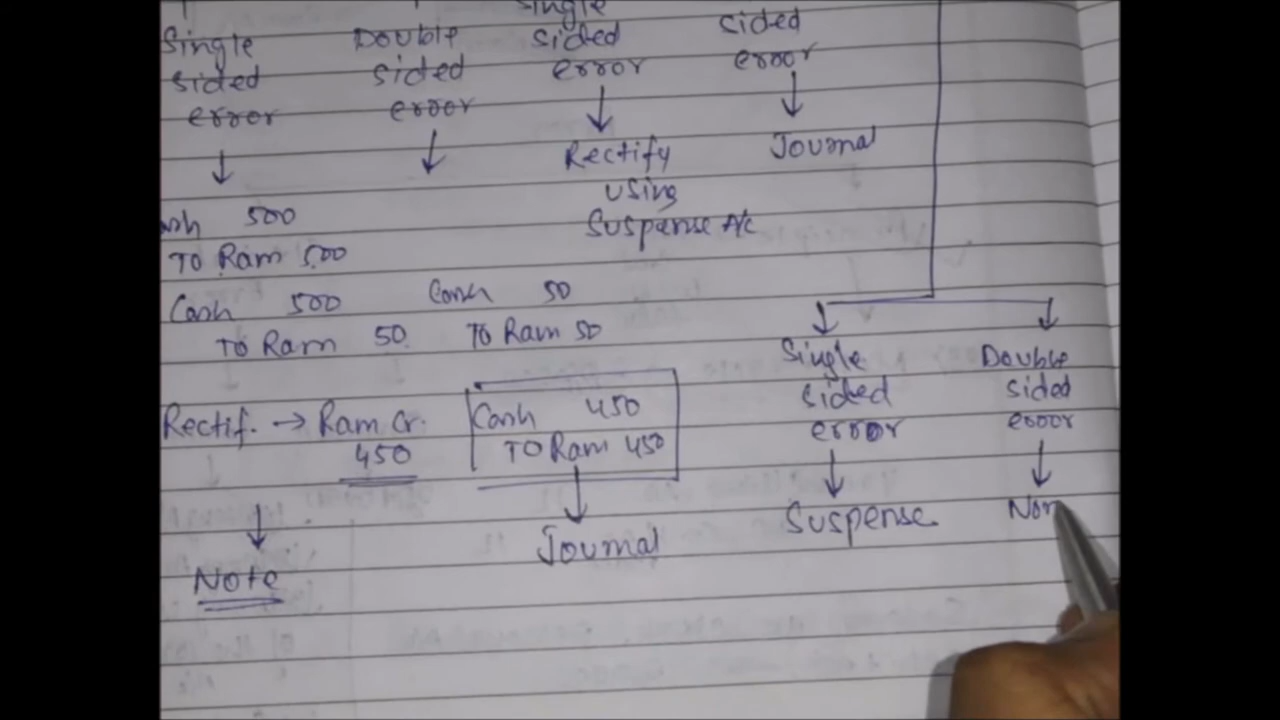 Single
sided
error
Double
sided
error
Single
sided
error
sided
error
Rectify
using
Suspense A/c
Journal
500
To Ram 500
Cash 500
To Ram 50
Cash 50
To Ram 50
Rectif. → Ram Cr.
450
Note
Cash 450
To Ram 450
Journal
Single
sided
error
Suspense
Double
sided
error
Nor